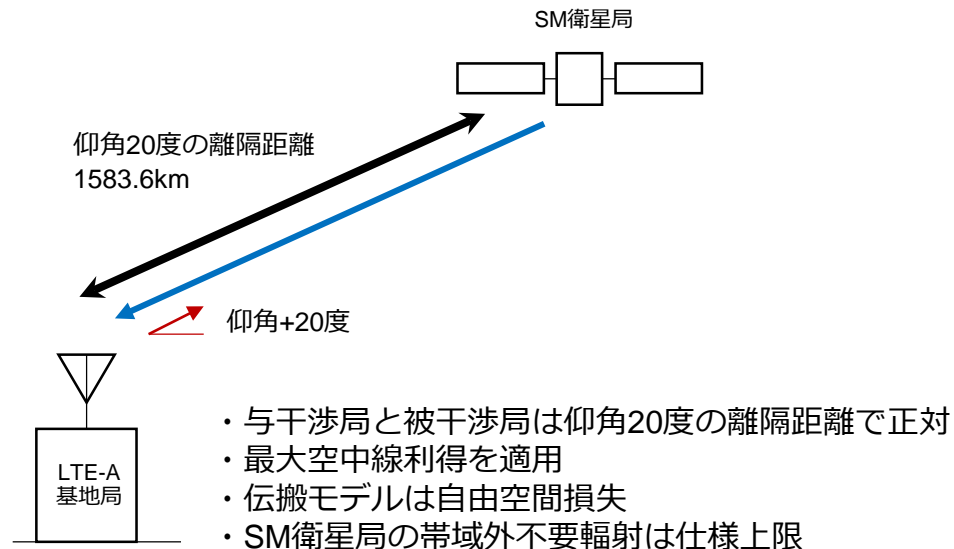 SM衛星局
仰角20度の離隔距離
1583.6km
仰角+20度
LTE-A
基地局
・与干渉局と被干渉局は仰角20度の離隔距離で正対
・最大空中線利得を適用
・伝搬モデルは自由空間損失
・SM衛星局の帯域外不要輻射は仕様上限